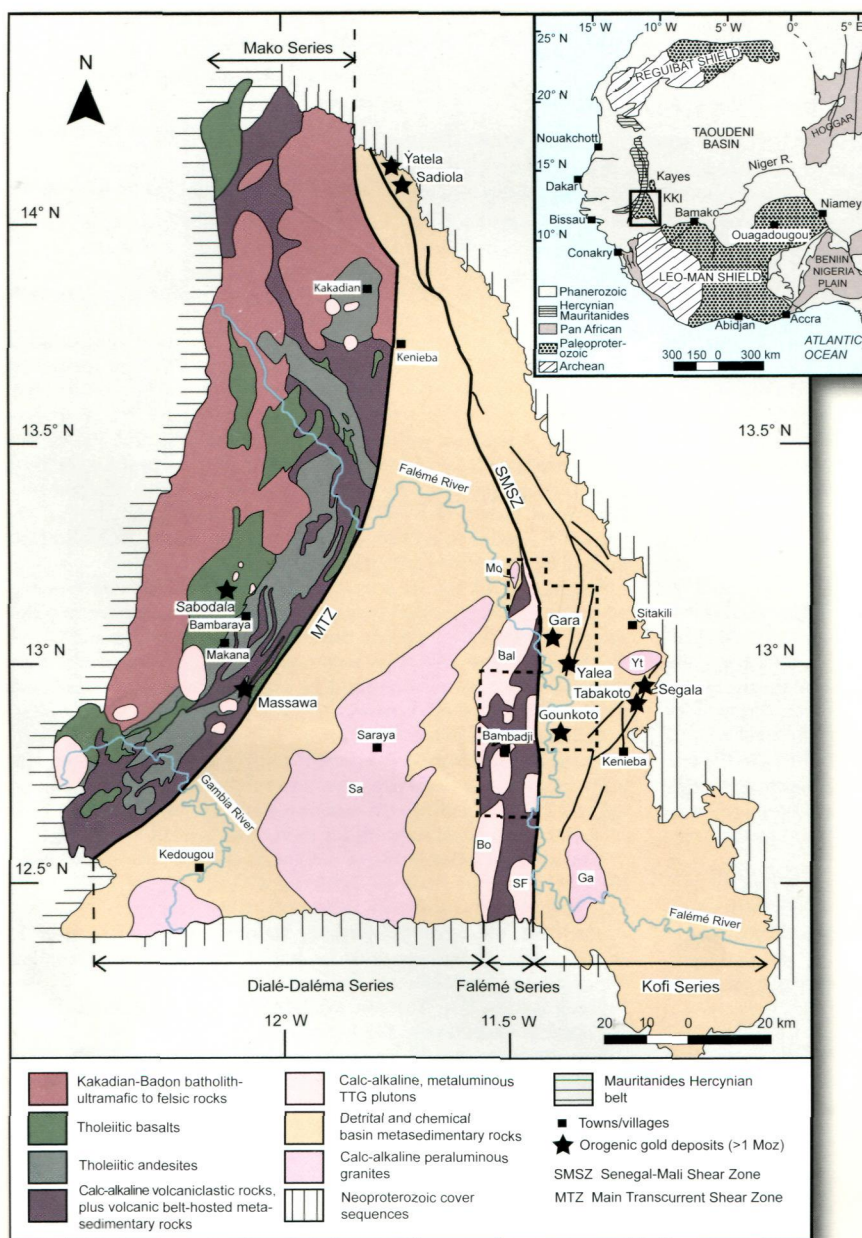 Mako Series
N
14° N
13.5° N
13° N
12.5° N
Yatela
Sadiola
Kakadian
Kenieba
Falémé River
SMSZ
MTZ
Sabodala
Bambaraya
Makana
Massawa
Mo
Gara
Sitakili
Bal
Yalea
Yt
Tabakoto
Segala
Gounkoto
Saraya
Bambadji
Kenieba
Sa
Gambia River
Kedougou
Bo
SF
Ga
Falémé River
13.5° N
13° N
12.5° N
Dialé-Daléma Series
Falémé Series
Kofi Series
12° W
11.5° W
20 10 0 20 km
15° W 10° W 5° W 0° 5° E
25° N
20° N
15° N
10° N
REGUIBAT SHIELD
TAOUDENI
BASIN
HOGGAR
Nouakchott
Dakar
Kayes
Niger R.
KKI
Niamey
Bissau
Bamako
Ouagadougou
Conakry
LEO-MAN SHIELD
BENIIN
NIGERIA
PLAIN
Abidjan
Accra
ATLANTIC
OCEAN
Phanerozoic
Hercynian
Mauritanides
Pan African
Paleoproter-
ozoic
Archean
300 150 0 300 km
Kakadian-Badon batholith-
ultramafic to felsic rocks
Tholeiitic basalts
Tholeiitic andesites
Calc-alkaline volcaniclastic rocks,
plus volcanic belt-hosted meta-
sedimentary rocks
Calc-alkaline, metaluminous
TTG plutons
Detrital and chemical
basin metasedimentary rocks
Calc-alkaline peraluminous
granites
Neoproterozoic cover
sequences
Mauritanides Hercynian
belt
Towns/villages
Orogenic gold deposits (>1 Moz)
SMSZ Senegal-Mali Shear Zone
MTZ Main Transcurrent Shear Zone